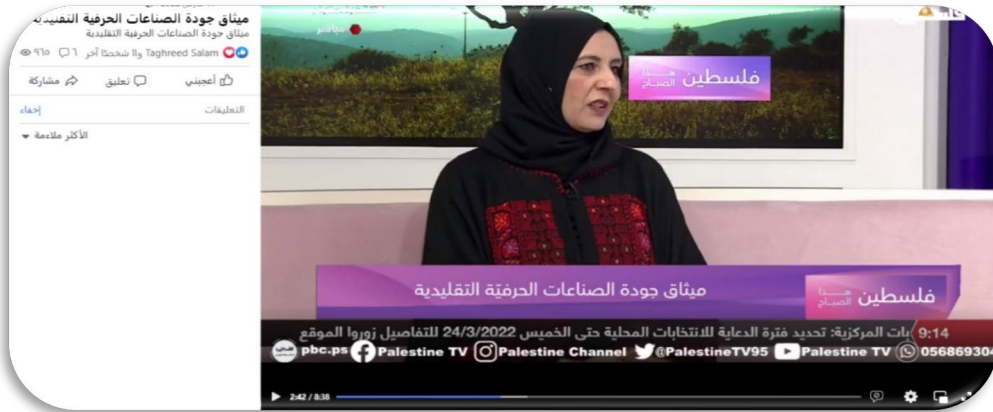 ميثاق جودة الصناعات الحرفية التقليدية
ميثاق جودة الصناعات الحرفية التقليدية
Taghreed Salam و١١ شخصًا آخر ٦ ٩٦٥
أعجبني تعليق مشاركة
التعليقات إخفاء
الأكثر ملاءمة
مباشر
فلسطين هذا الصباح
ميثاق جودة الصناعات الحرفيّة التقليدية
فلسطين هذا الصباح
9:14 بات المركزية: تحديد فترة الدعاية للانتخابات المحلية حتى الخميس 24/3/2022 للتفاصيل زوروا الموقع
pbc.ps Palestine TV Palestine Channel @PalestineTV95 Palestine TV 056869304
2:42 / 8:38